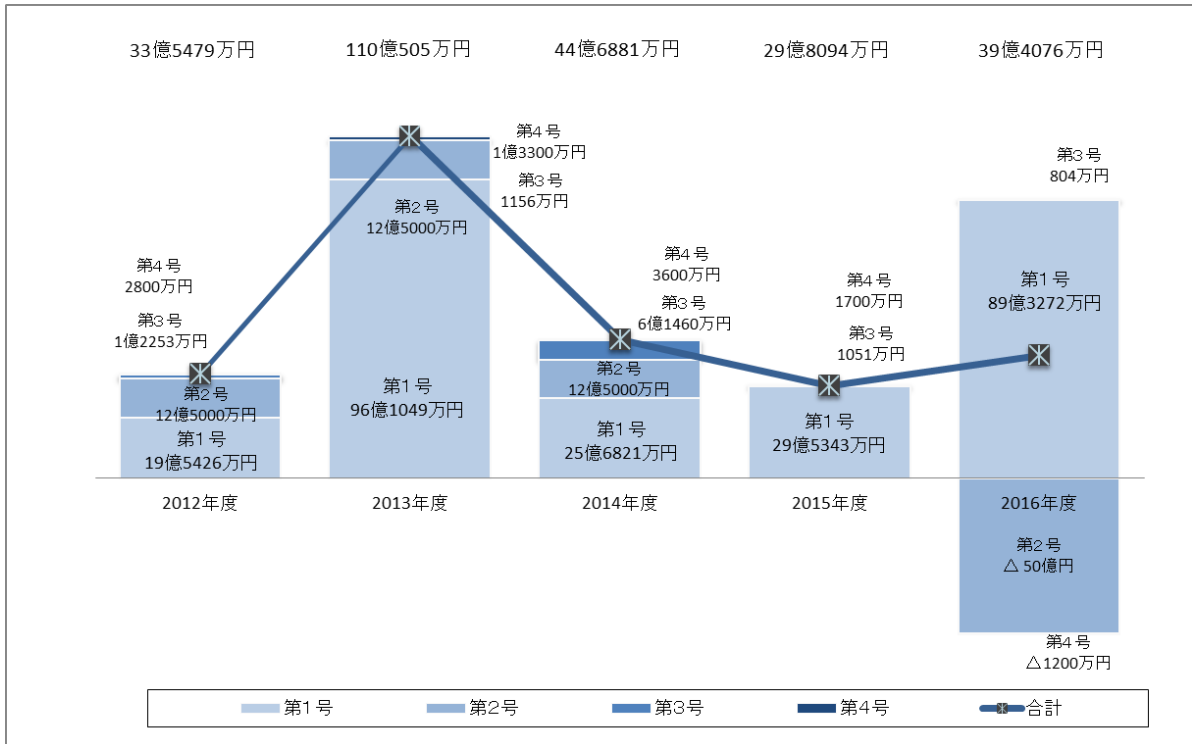 33億5479万円
110億505万円
44億6881万円
29億8094万円
39億4076万円
第4号
2800万円
第3号
1億2253万円
第2号
12億5000万円
第1号
19億5426万円
第4号
1億3300万円
第3号
1156万円
第2号
12億5000万円
第1号
96億1049万円
第4号
3600万円
第3号
6億1460万円
第2号
12億5000万円
第1号
25億6821万円
第4号
1700万円
第3号
1051万円
第1号
29億5343万円
第3号
804万円
第1号
89億3272万円
2012年度
2013年度
2014年度
2015年度
2016年度
第2号
△ 50億円
第4号
△1200万円
第1号
第2号
第3号
第4号
合計